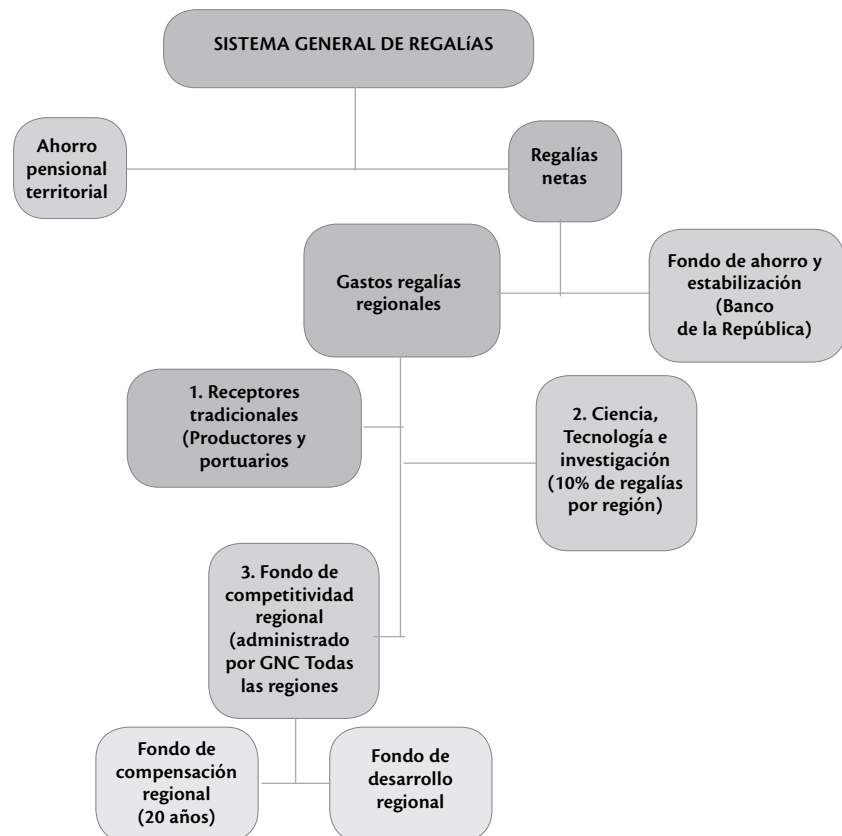 SISTEMA GENERAL DE REGALíAS
Ahorro
pensional
territorial
Regalías
netas
Gastos regalías
regionales
Fondo de ahorro y
estabilización
(Banco
de la República)
1. Receptores
tradicionales
(Productores y
portuarios
2. Ciencia,
Tecnología e
investigación
(10% de regalías
por región)
3. Fondo de
competitividad
regional
(administrado
por GNC Todas
las regiones
Fondo de
compensación
regional
(20 años)
Fondo de
desarrollo
regional